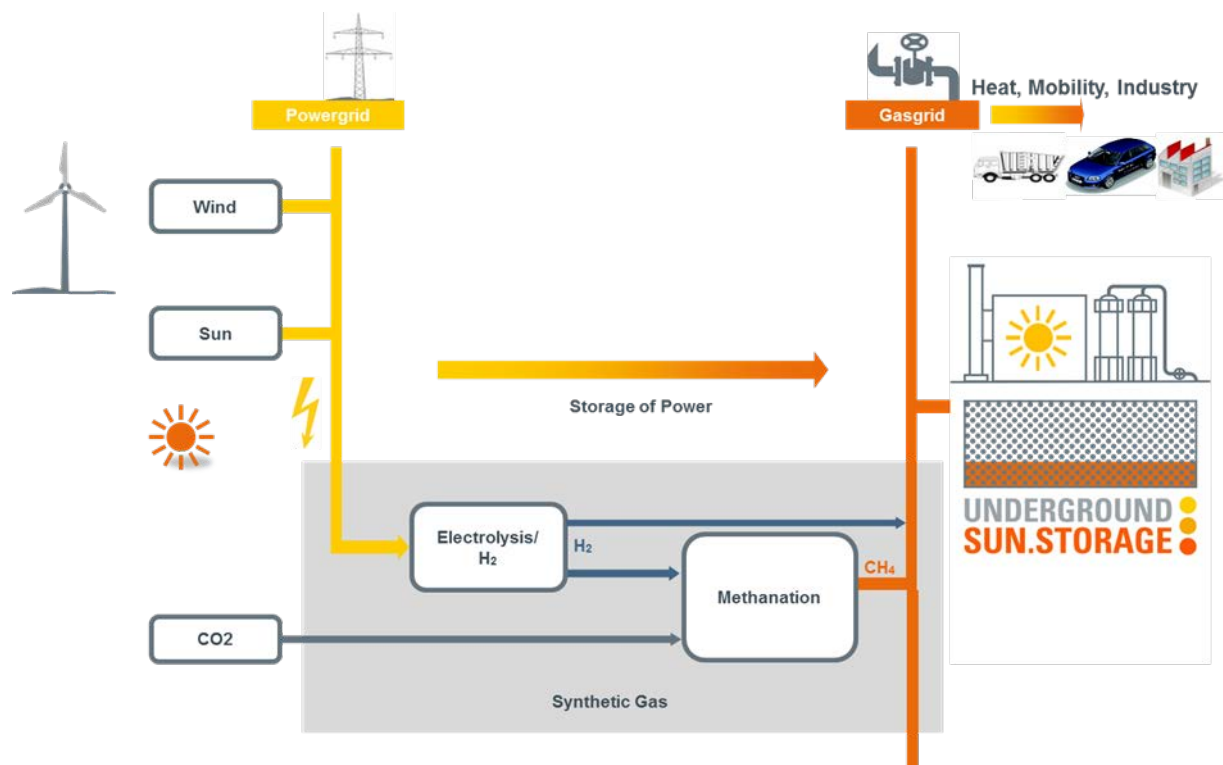 Powergrid
Gasgrid
Heat, Mobility, Industry
Wind
Sun
Storage of Power
UNDERGROUND
SUN.STORAGE
Electrolysis/
H₂
H₂
CH₄
Methanation
CO2
Synthetic Gas